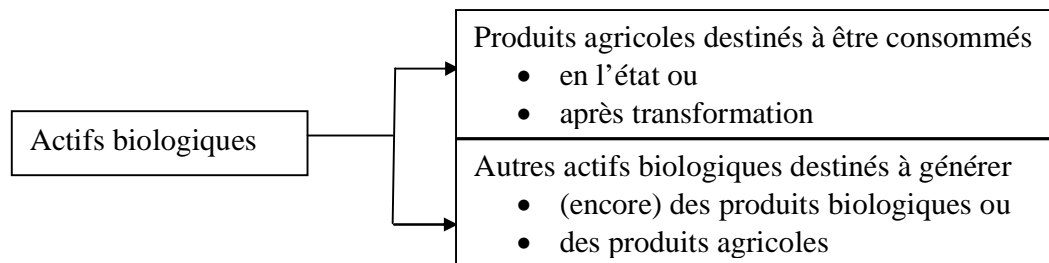 Actifs biologiques
Produits agricoles destinés à être consommés
• en l’état ou
• après transformation
Autres actifs biologiques destinés à générer
• (encore) des produits biologiques ou
• des produits agricoles